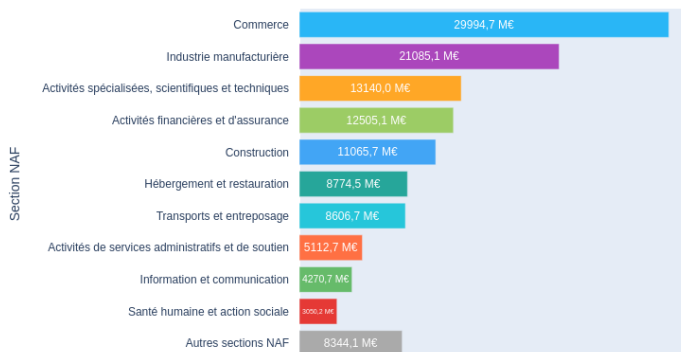 Section NAF
Commerce 29994,7 M€
Industrie manufacturière 21085,1 M€
Activités spécialisées, scientifiques et techniques 13140,0 M€
Activités financières et d'assurance 12505,1 M€
Construction 11065,7 M€
Hébergement et restauration 8774,5 M€
Transports et entreposage 8606,7 M€
Activités de services administratifs et de soutien 5112,7 M€
Information et communication 4270,7 M€
Santé humaine et action sociale 3050,2 M€
Autres sections NAF 8344,1 M€